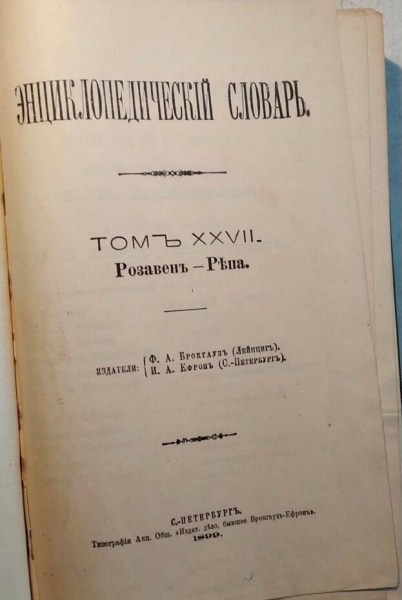 ЭНЦИКЛОПЕДИЧЕСКІЙ СЛОВАРЬ.
ТОМЪ XXVII.
Розавенъ — Рѣпа.
ИЗДАТЕЛИ: { Ф. А. БРОКГАУЗЪ (ЛЕЙПЦИГЪ).
И. А. ЕФРОНЪ (С.-ПЕТЕРБУРГЪ).
С.-ПЕТЕРБУРГЪ.
Типографія Акц. Общ. «Издат. дѣло, бывшее Брокгаузъ-Ефронъ».
1899.